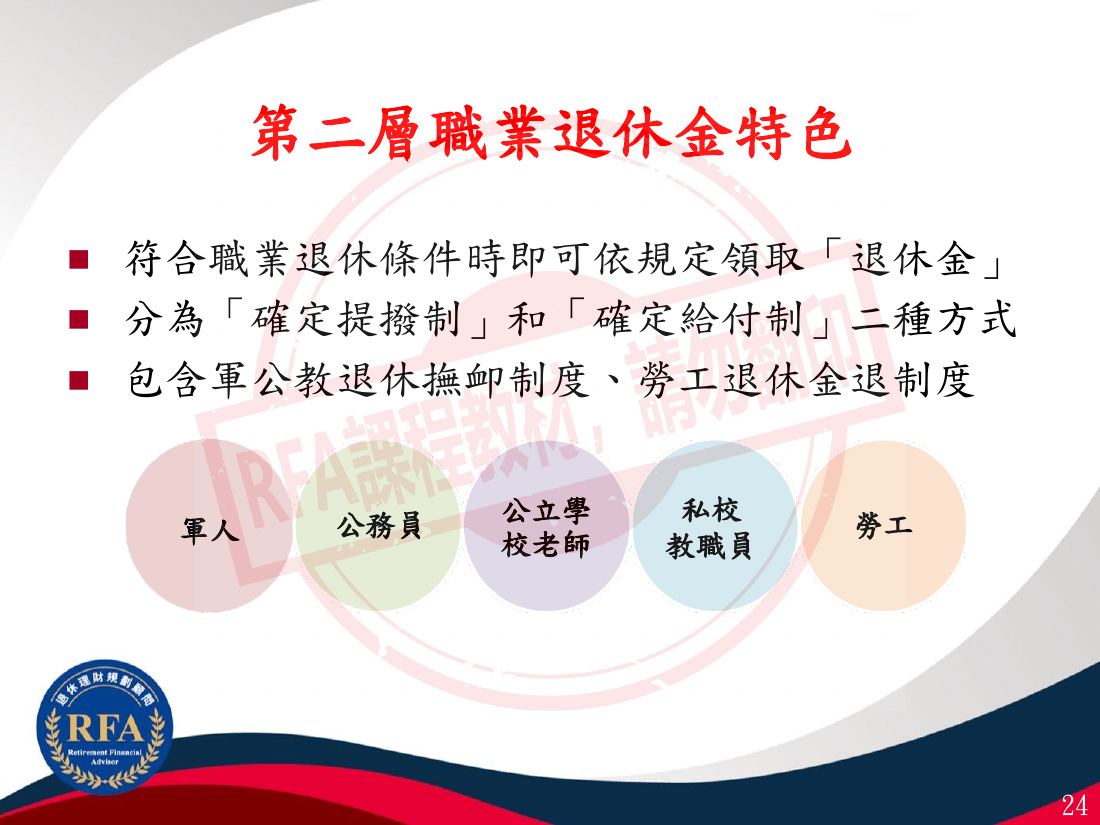 第二層職業退休金特色
符合職業退休條件時即可依規定領取「退休金」
分為「確定提撥制」和「確定給付制」二種方式
包含軍公教退休撫卹制度、勞工退休金退制度
RFA課程教材，請勿翻印
軍人
公務員
公立學
校老師
私校
教職員
勞工
退休理財規劃顧問
RFA
Retirement Financial
Advisor
24